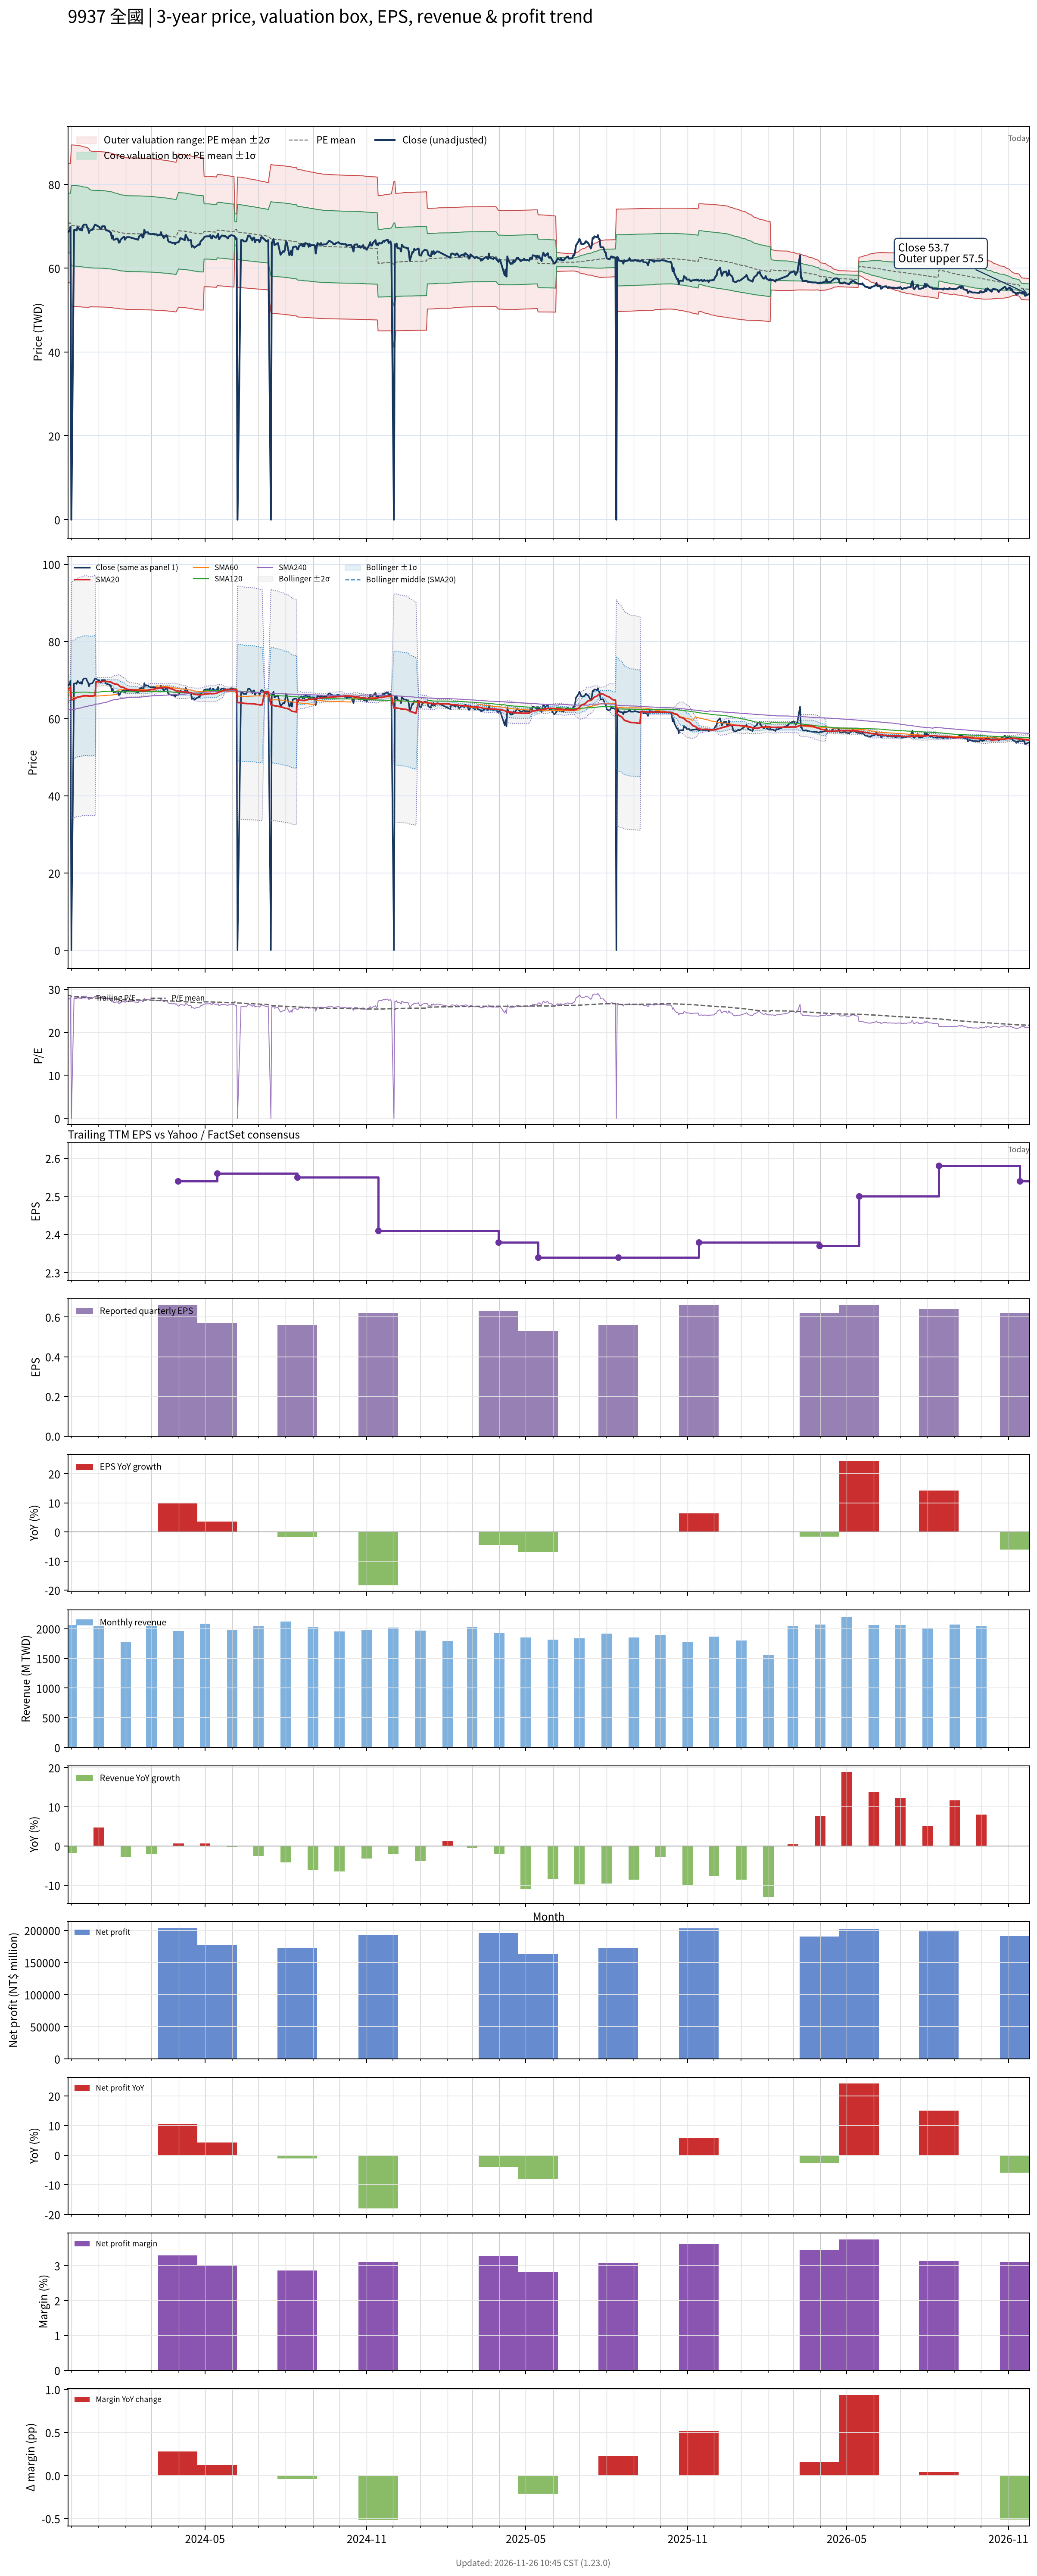 9937 全國 | 3-year price, valuation box, EPS, revenue & profit trend
Outer valuation range: PE mean ±2σ
PE mean
Close (unadjusted)
Core valuation box: PE mean ±1σ
Today
Close 53.7
Outer upper 57.5
Price (TWD)
80
60
40
20
0
Close (same as panel 1)
SMA60
SMA240
Bollinger ±1σ
SMA20
SMA120
Bollinger ±2σ
Bollinger middle (SMA20)
Price
100
80
60
40
20
0
Trailing P/E
P/E mean
P/E
30
20
10
0
Trailing TTM EPS vs Yahoo / FactSet consensus
Today
EPS
2.6
2.5
2.4
2.3
Reported quarterly EPS
EPS
0.6
0.4
0.2
0.0
EPS YoY growth
YoY (%)
20
10
0
-10
-20
Monthly revenue
Revenue (M TWD)
2000
1500
1000
500
0
Revenue YoY growth
YoY (%)
20
10
0
-10
Month
Net profit
Net profit (NT$ million)
200000
150000
100000
50000
0
Net profit YoY
YoY (%)
20
10
0
-10
-20
Net profit margin
Margin (%)
3
2
1
0
Margin YoY change
Δ margin (pp)
1.0
0.5
0.0
-0.5
2024-05
2024-11
2025-05
2025-11
2026-05
2026-11
Updated: 2026-11-26 10:45 CST (1.23.0)